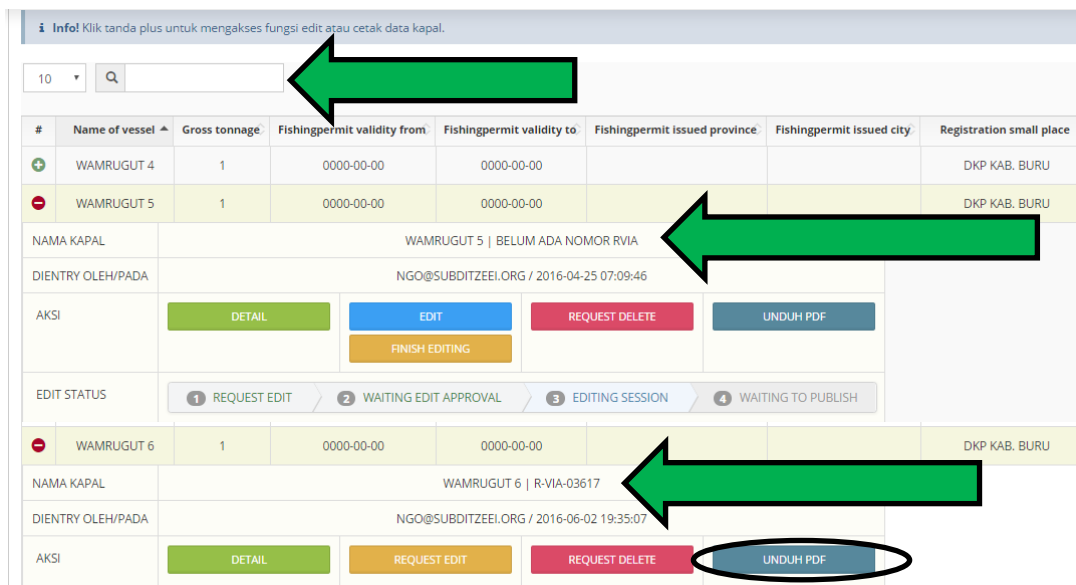 i Info! Klik tanda plus untuk mengakses fungsi edit atau cetak data kapal.
10
# Name of vessel Gross tonnage Fishingpermit validity from Fishingpermit validity to Fishingpermit issued province Fishingpermit issued city Registration small place
WAMRUGUT 4 1 0000-00-00 0000-00-00 DKP KAB. BURU
WAMRUGUT 5 1 0000-00-00 0000-00-00 DKP KAB. BURU
NAMA KAPAL WAMRUGUT 5 | BELUM ADA NOMOR RVIA
DIENTRY OLEH/PADA NGO@SUBDITZEEI.ORG / 2016-04-25 07:09:46
AKSI DETAIL EDIT REQUEST DELETE UNDUH PDF
FINISH EDITING
EDIT STATUS 1 REQUEST EDIT 2 WAITING EDIT APPROVAL 3 EDITING SESSION 4 WAITING TO PUBLISH
WAMRUGUT 6 1 0000-00-00 0000-00-00 DKP KAB. BURU
NAMA KAPAL WAMRUGUT 6 | R-VIA-03617
DIENTRY OLEH/PADA NGO@SUBDITZEEI.ORG / 2016-06-02 19:35:07
AKSI DETAIL REQUEST EDIT REQUEST DELETE UNDUH PDF